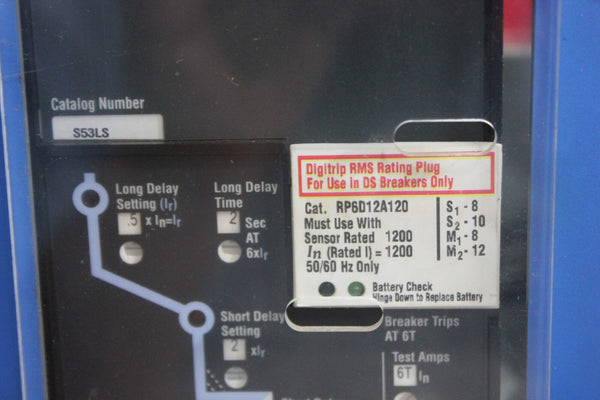 Catalog Number
S53LS
Digitrip RMS Rating Plug
For Use In DS Breakers Only
Cat. RP6D12A120
Must Use With
Sensor Rated 1200
In (Rated I) = 1200
50/60 Hz Only
S1 - 8
S2 - 10
M1 - 8
M2 - 12
Battery Check
Hinge Down to Replace Battery
Long Delay
Setting (Ir)
.5 x In=Ir
Long Delay
Time
2 Sec
AT
6xIr
Short Delay
Setting
2 xIr
Breaker Trips
AT 6T
Test Amps
6T In